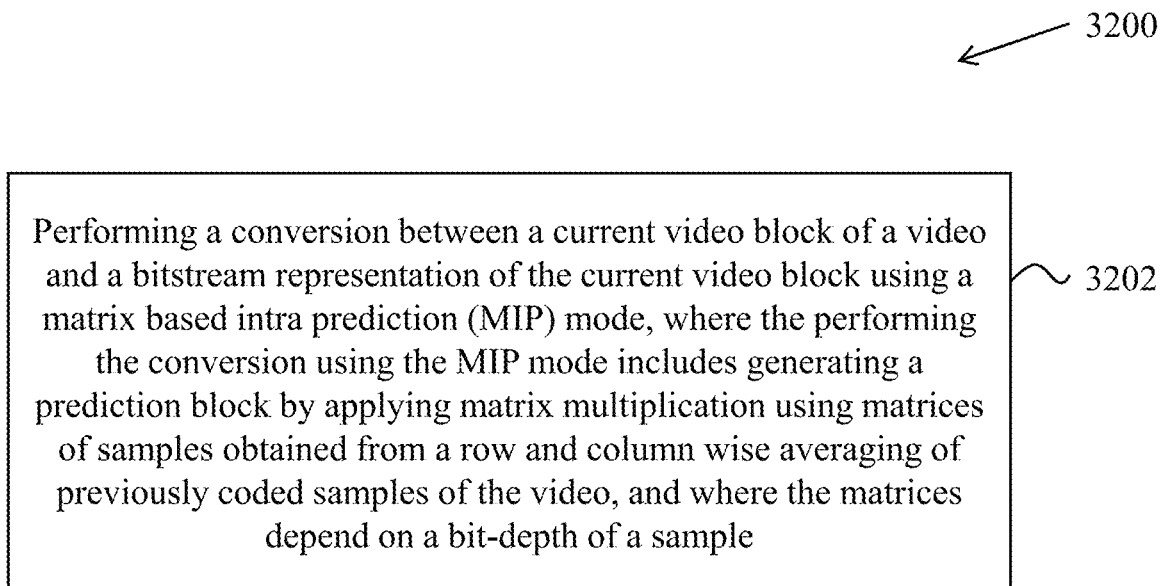 3200
Performing a conversion between a current video block of a video
and a bitstream representation of the current video block using a
matrix based intra prediction (MIP) mode, where the performing
the conversion using the MIP mode includes generating a
prediction block by applying matrix multiplication using matrices
of samples obtained from a row and column wise averaging of
previously coded samples of the video, and where the matrices
depend on a bit-depth of a sample
3202